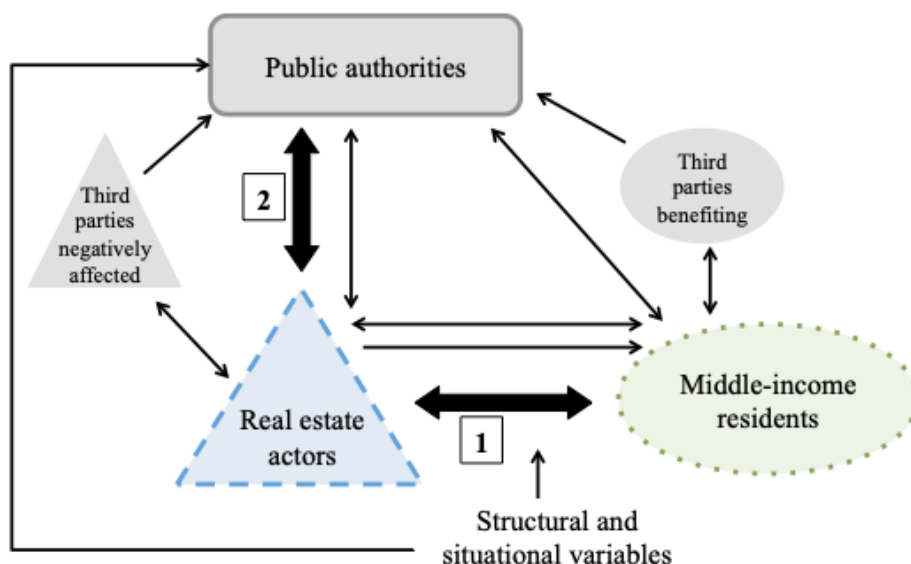 Public authorities
Third
parties
negatively
affected
2
Third
parties
benefiting
Real estate
actors
1
Middle-income
residents
Structural and
situational variables